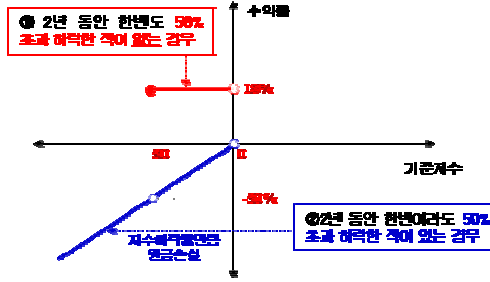 ① 2년 동안 한번도 50%
초과 하락한 적이 없는 경우
수익률
기준지수
②2년 동안 한번이라도 50%
초과 하락한 적이 있는 경우
지수하락률만큼
원금손실